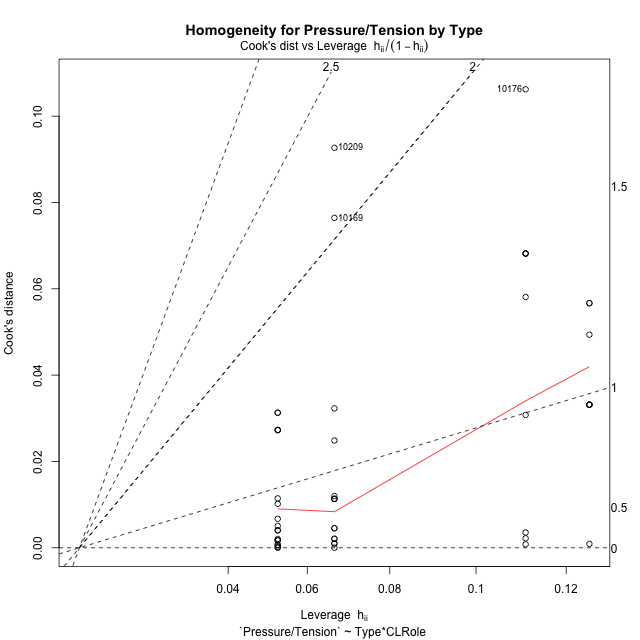 Homogeneity for Pressure/Tension by Type
Cook's dist vs Leverage hii/(1 − hii)
2.5
2
10176
10209
10169
1.5
1
0.5
0
0.10
0.08
0.06
0.04
0.02
0.00
Cook's distance
0.04 0.06 0.08 0.1 0.12
Leverage hii
`Pressure/Tension` ~ Type*CLRole